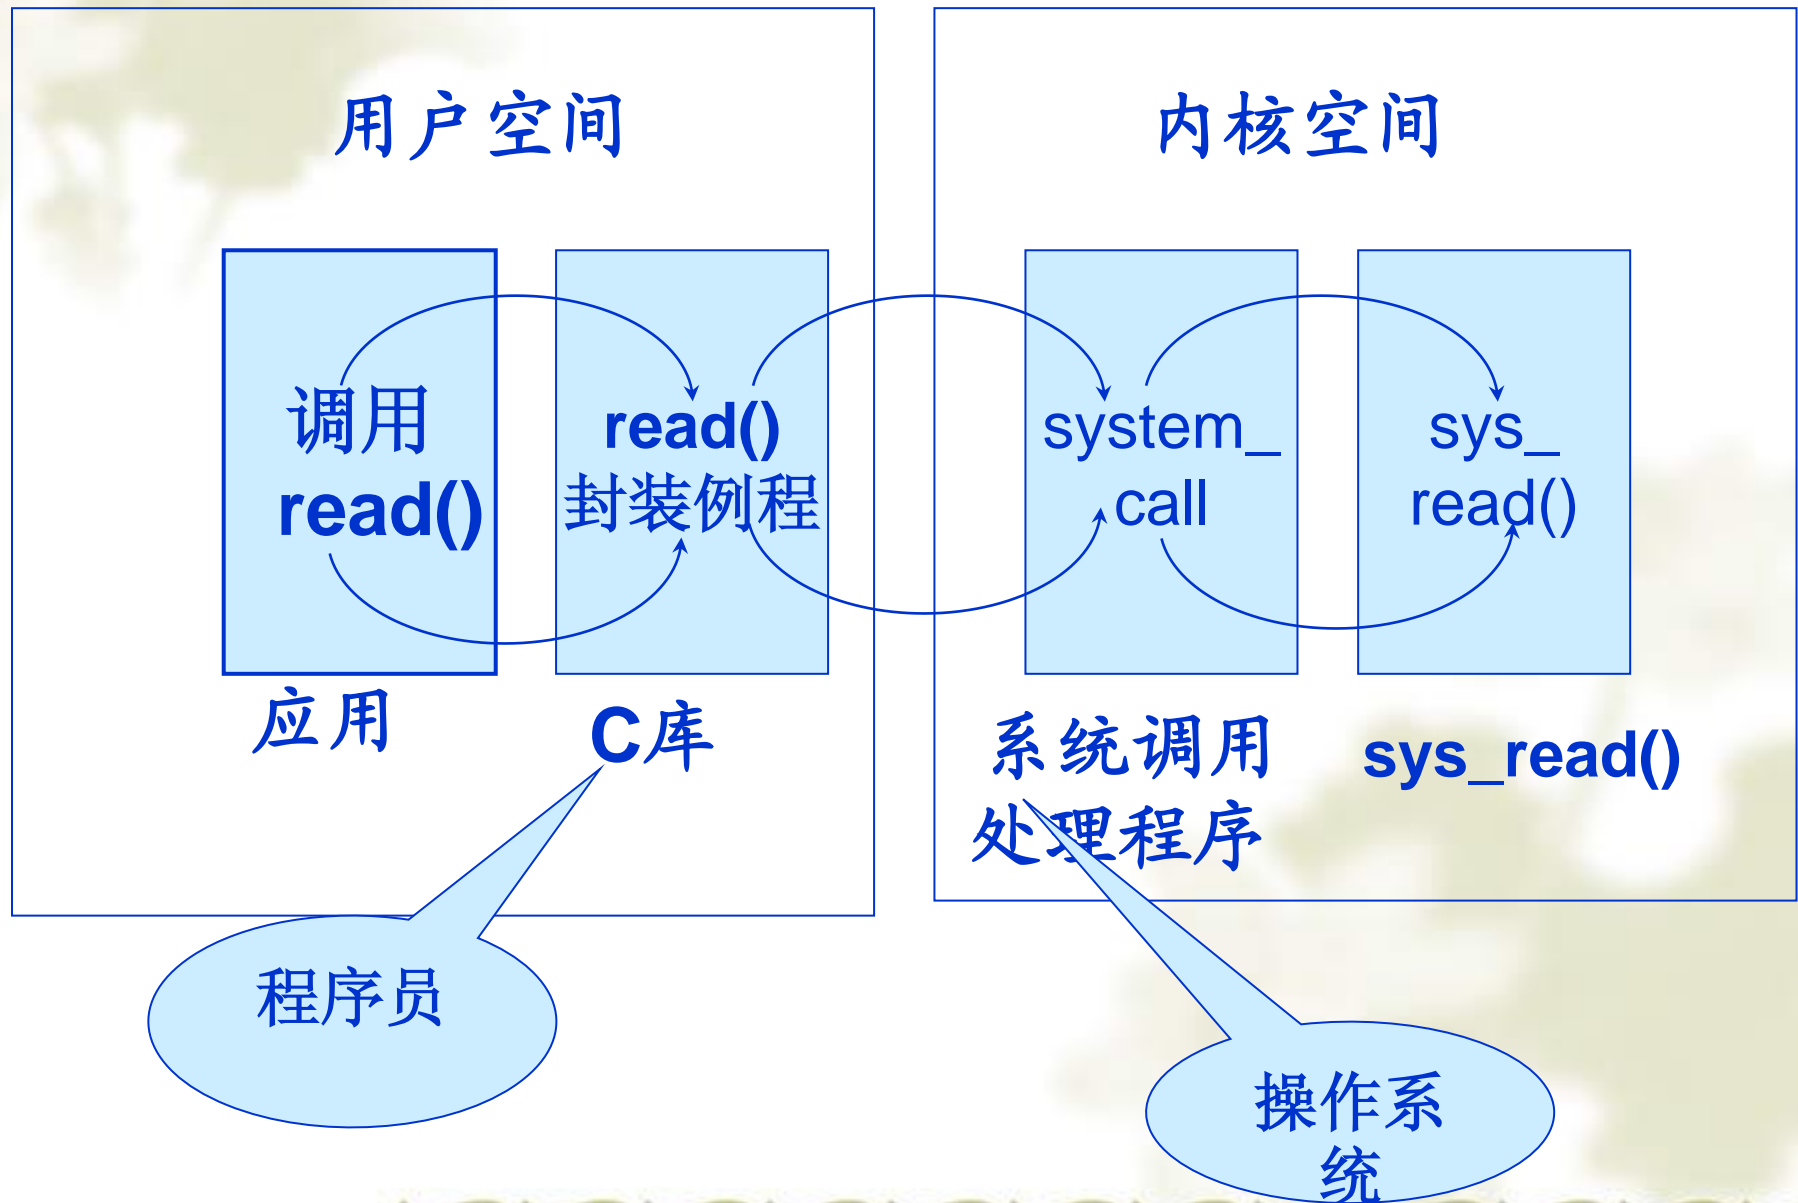 用户空间
内核空间
调用
read()
read()
封装例程
system_
call
sys_
read()
应用
C库
系统调用
处理程序
sys_read()
程序员
操作系
统